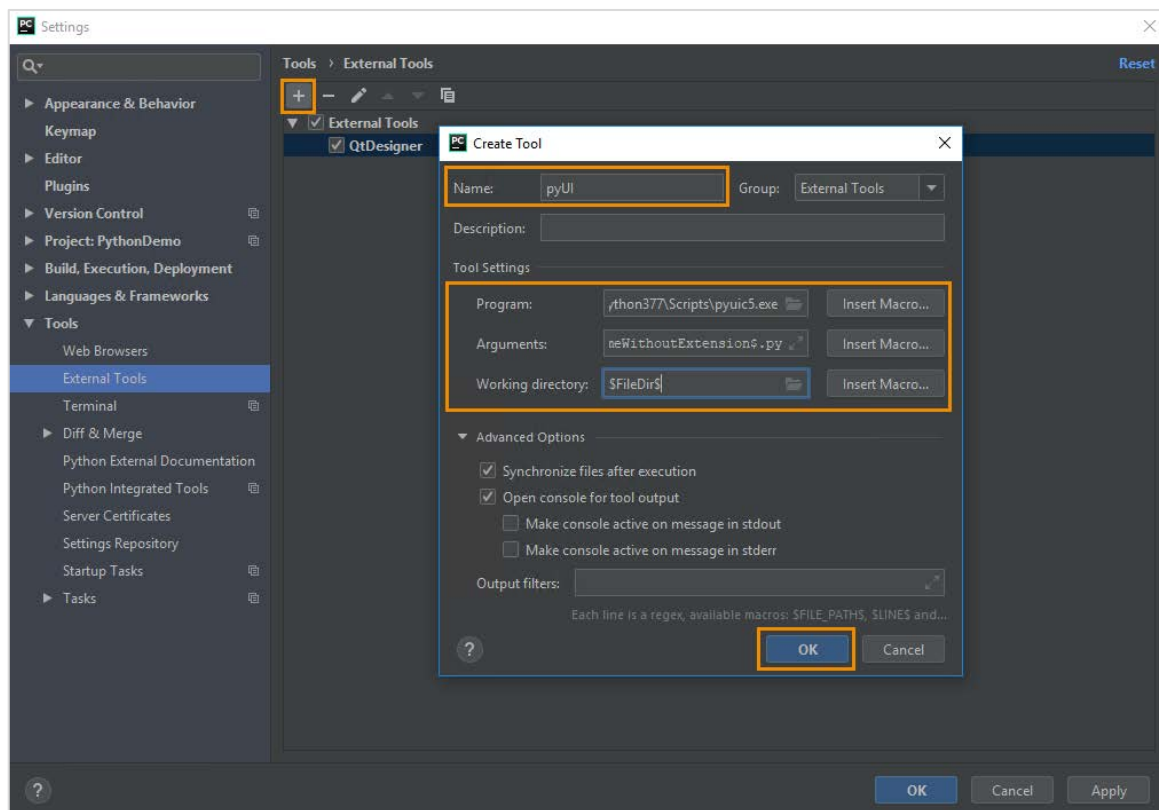 PC Settings
Tools › External Tools
Reset
Appearance & Behavior
Keymap
Editor
Plugins
Version Control
Project: PythonDemo
Build, Execution, Deployment
Languages & Frameworks
Tools
Web Browsers
External Tools
Terminal
Diff & Merge
Python External Documentation
Python Integrated Tools
Server Certificates
Settings Repository
Startup Tasks
Tasks
External Tools
QtDesigner
PC Create Tool
Name: pyUI Group: External Tools
Description:
Tool Settings
Program: ython377\Scripts\pyuic5.exe Insert Macro...
Arguments: meWithoutExtension$.py Insert Macro...
Working directory: $FileDir$ Insert Macro...
Advanced Options
Synchronize files after execution
Open console for tool output
Make console active on message in stdout
Make console active on message in stderr
Output filters:
Each line is a regex, available macros: $FILE_PATH$, $LINE$ and...
? OK Cancel
? OK Cancel Apply